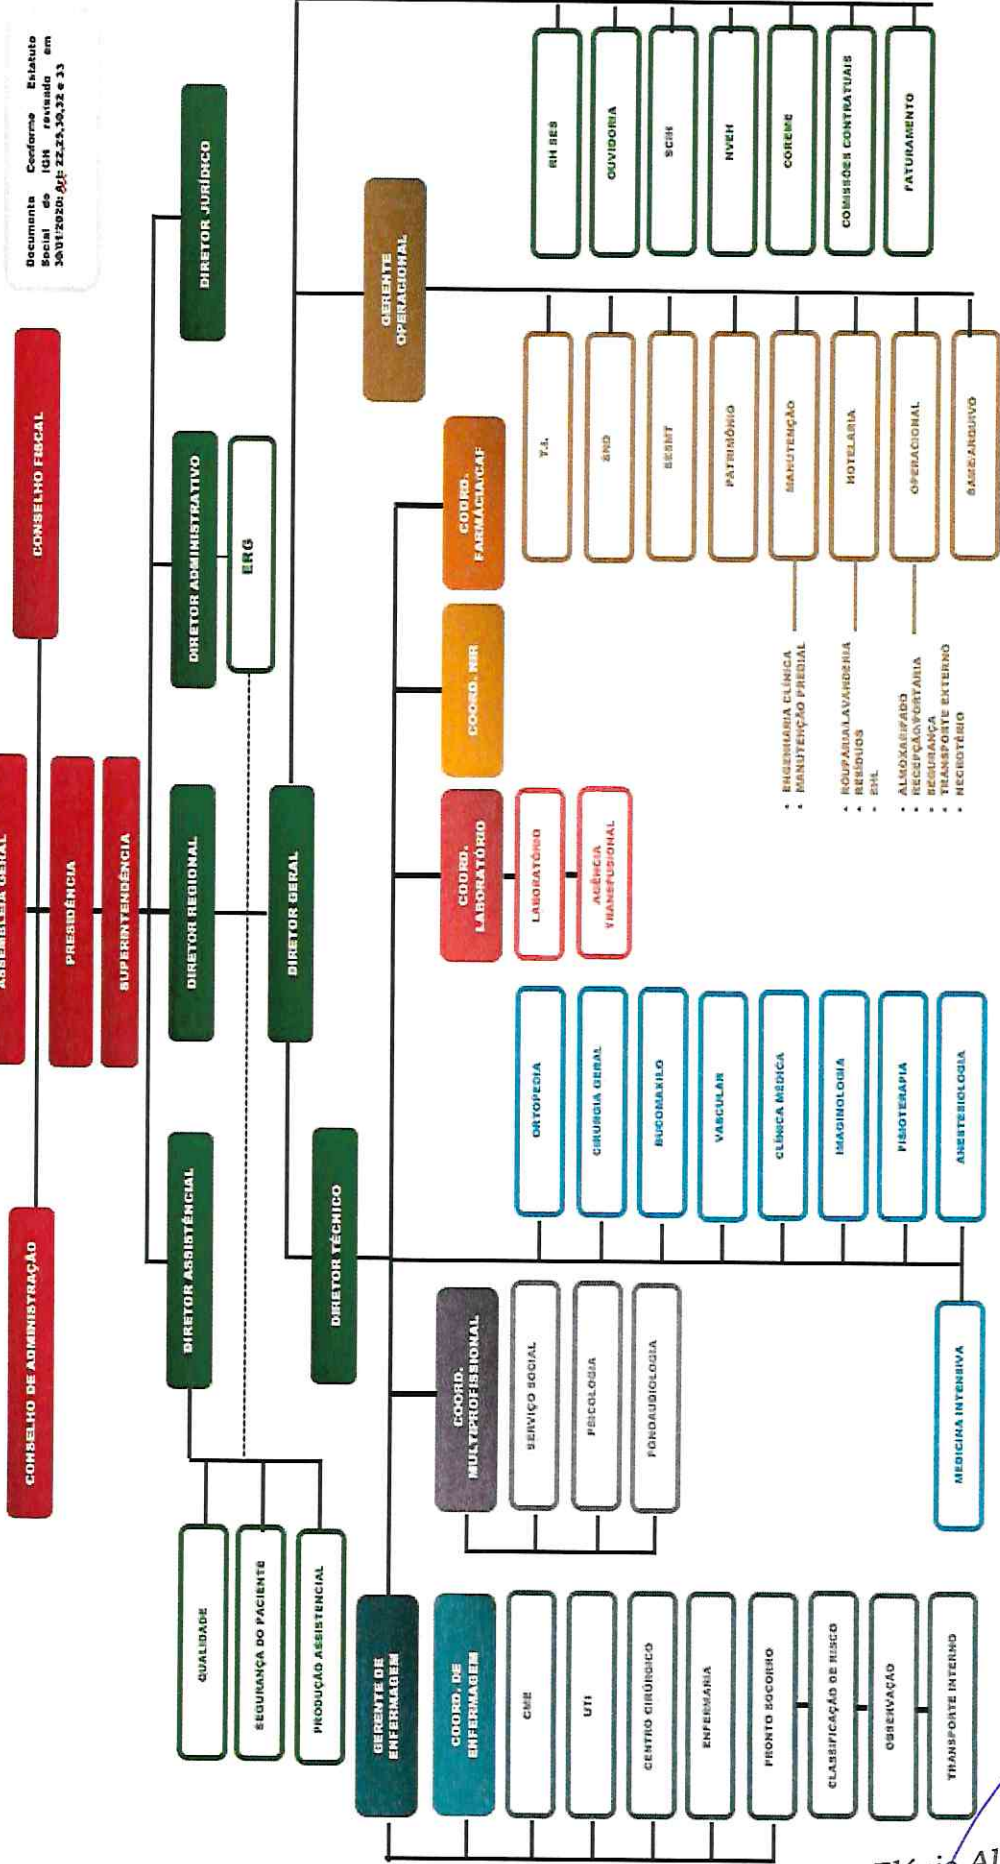 Documento Conforme Estatuto
Social do IGH revisado em
30/01/2020: Art: 22,29,30,32 e 33
ASSEMBLEA GERAL
CONSELHO DE ADMINISTRAÇÃO
CONSELHO FISCAL
PRESIDÊNCIA
SUPERINTENDÊNCIA
DIRETOR ASSISTÊNCIAL
DIRETOR REGIONAL
DIRETOR ADMINISTRATIVO
DIRETOR JURÍDICO
ERG
QUALIDADE
SEGURANÇA DO PACIENTE
PRODUÇÃO ASSISTENCIAL
DIRETOR GERAL
DIRETOR TÉCNICO
GERENTE DE
ENFERMAGEM
GERENTE
OPERACIONAL
COORD. DE
ENFERMAGEM
COORD.
MULTIPROFISSIONAL
COORD.
LABORATÓRIO
COORD. NIR
COORD.
FARMÁCIA/CAF
CME
UTI
CENTRO CIRÚRGICO
ENFERMARIA
PRONTO SOCORRO
CLASSIFICAÇÃO DE RISCO
OBSERVAÇÃO
TRANSPORTE INTERNO
SERVIÇO SOCIAL
PSICOLOGIA
FONOAUDIOLOGIA
ORTOPEDIA
CIRURGIA GERAL
BUCOMAXILO
VASCULAR
CLÍNICA MÉDICA
IMAGINOLOGIA
FISIOTERAPIA
ANESTESIOLOGIA
MEDICINA INTENSIVA
LABORATÓRIO
AGÊNCIA
TRANSFUSIONAL
T.I.
SND
SESMT
PATRIMÔNIO
MANUTENÇÃO
HOTELARIA
OPERACIONAL
SAME/ARQUIVO
• ENGENHARIA CLÍNICA
• MANUTENÇÃO PREDIAL
• ROUPARIA/LAVANDERIA
• RESÍDUOS
• SHL
• ALMOXARIFADO
• RECEPÇÃO/PORTARIA
• SEGURANÇA
• TRANSPORTE EXTERNO
• NECROTÉRIO
RH SES
OUVIDORIA
SCIH
NVEH
COREME
COMISSÕES CONTRATUAIS
FATURAMENTO